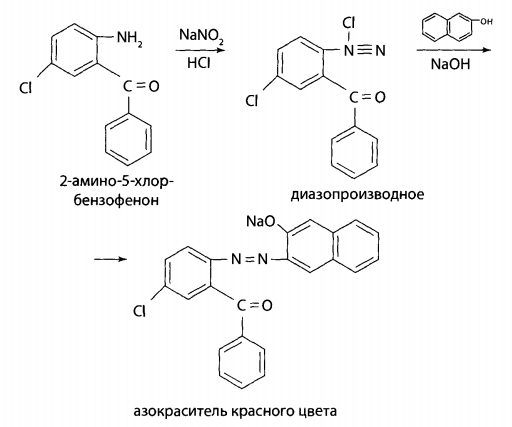 NH2 NaNO2 HCl Cl N≡N OH NaOH
Cl C=O Cl C=O
2-амино-5-хлор-
бензофенон
диазопроизводное
NaO
N=N
Cl C=O
азокраситель красного цвета